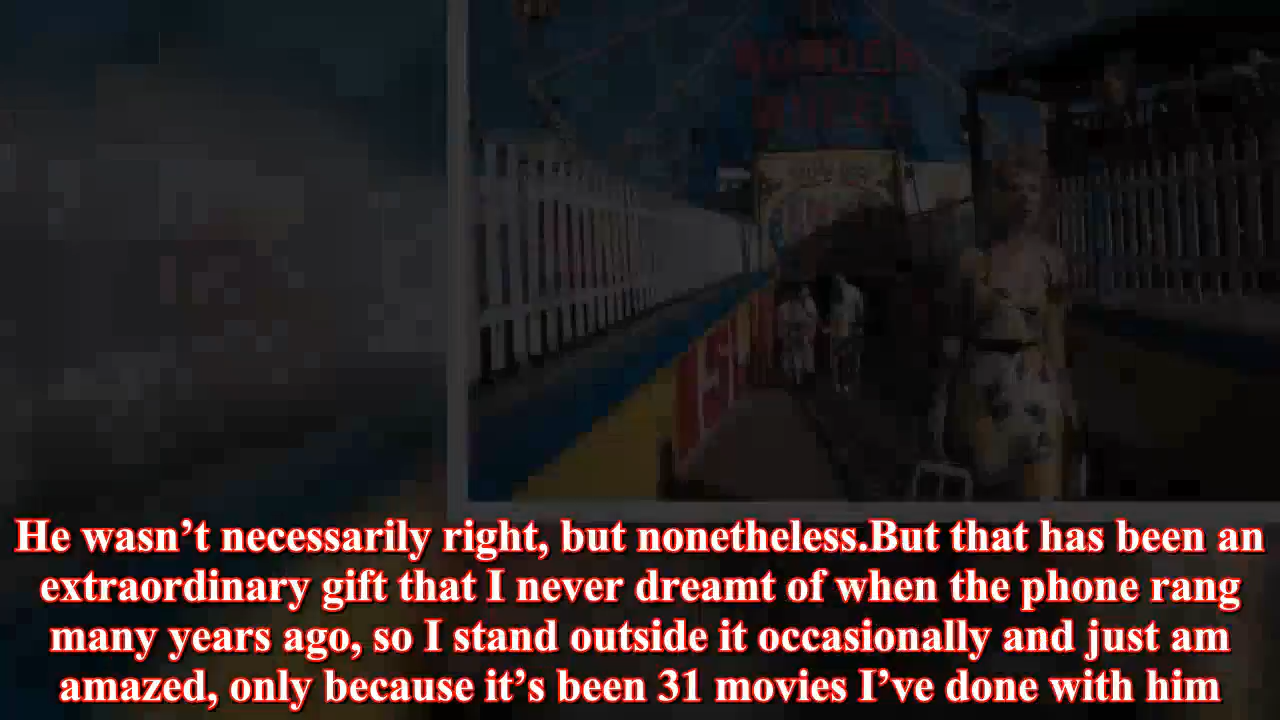 WONDER
WHEEL
He wasn’t necessarily right, but nonetheless.But that has been an
extraordinary gift that I never dreamt of when the phone rang
many years ago, so I stand outside it occasionally and just am
amazed, only because it’s been 31 movies I’ve done with him